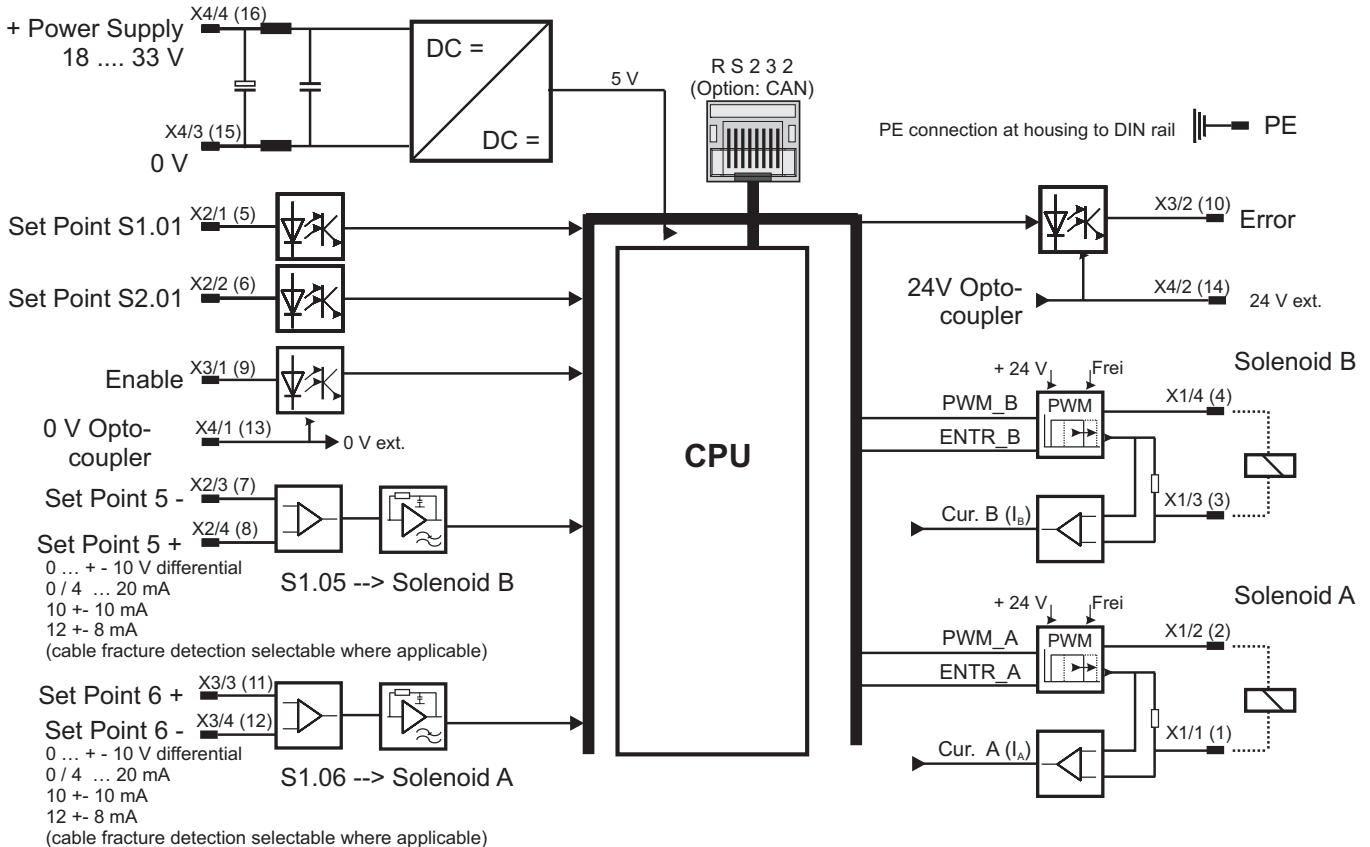 X4/4 (16)
+ Power Supply
18 .... 33 V
X4/3 (15)
0 V
DC =
DC =
5 V
R S 2 3 2
(Option: CAN)
PE connection at housing to DIN rail
PE
Set Point S1.01
X2/1 (5)
Set Point S2.01
X2/2 (6)
Enable
X3/1 (9)
0 V Opto-
coupler
X4/1 (13)
0 V ext.
Set Point 5 -
X2/3 (7)
Set Point 5 +
X2/4 (8)
0 ... + - 10 V differential
0 / 4 ... 20 mA
10 +- 10 mA
12 +- 8 mA
(cable fracture detection selectable where applicable)
S1.05 --> Solenoid B
Set Point 6 +
X3/3 (11)
Set Point 6 -
X3/4 (12)
0 ... + - 10 V differential
0 / 4 ... 20 mA
10 +- 10 mA
12 +- 8 mA
(cable fracture detection selectable where applicable)
S1.06 --> Solenoid A
CPU
X3/2 (10)
Error
24V Opto-
coupler
X4/2 (14)
24 V ext.
Solenoid B
+ 24 V
Frei
PWM_B
PWM
X1/4 (4)
ENTR_B
Cur. B (I_B)
X1/3 (3)
Solenoid A
+ 24 V
Frei
PWM_A
PWM
X1/2 (2)
ENTR_A
Cur. A (I_A)
X1/1 (1)